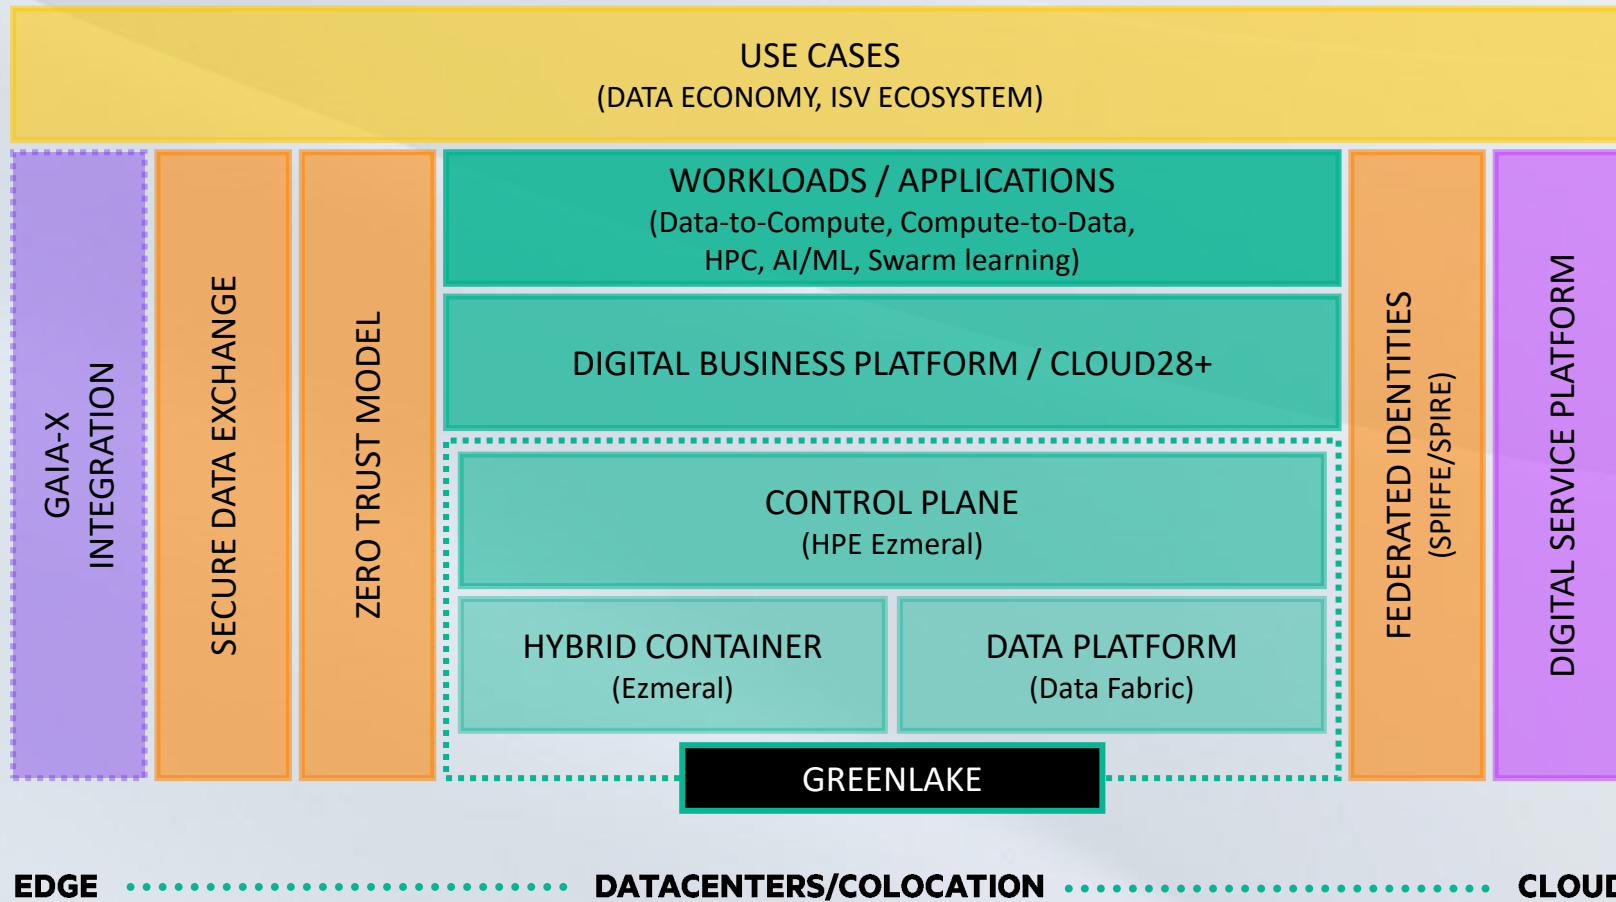 USE CASES
(DATA ECONOMY, ISV ECOSYSTEM)
GAIA-X
INTEGRATION
SECURE DATA EXCHANGE
ZERO TRUST MODEL
WORKLOADS / APPLICATIONS
(Data-to-Compute, Compute-to-Data,
HPC, AI/ML, Swarm learning)
DIGITAL BUSINESS PLATFORM / CLOUD28+
CONTROL PLANE
(HPE Ezmeral)
HYBRID CONTAINER
(Ezmeral)
DATA PLATFORM
(Data Fabric)
GREENLAKE
FEDERATED IDENTITIES
(SPIFFE/SPIRE)
DIGITAL SERVICE PLATFORM
EDGE
DATACENTERS/COLOCATION
CLOUD